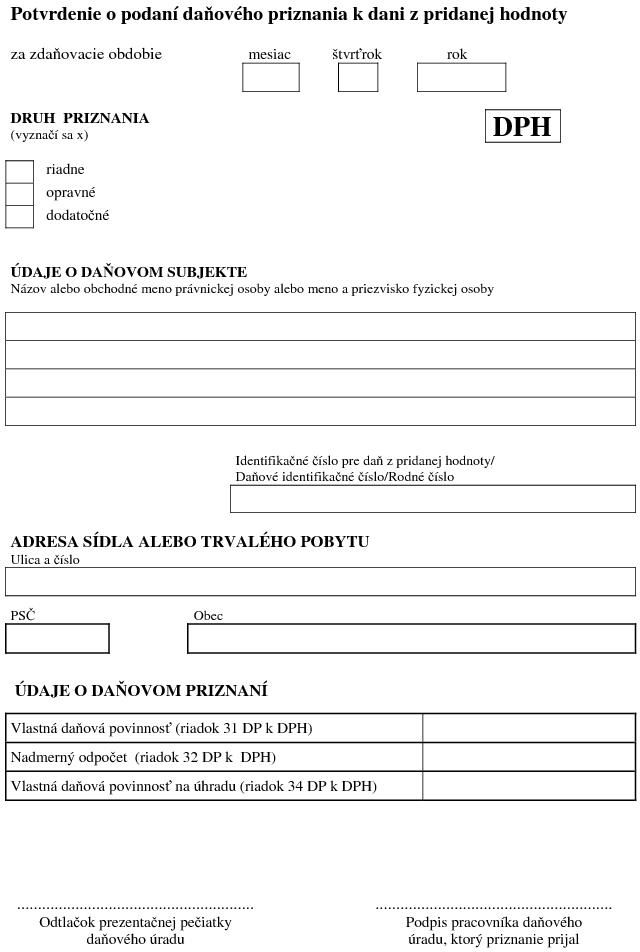 Potvrdenie o podaní daňového priznania k dani z pridanej hodnoty
za zdaňovacie obdobie mesiac štvrťrok rok
DRUH PRIZNANIA
(vyznačí sa x)
DPH
riadne
opravné
dodatočné
ÚDAJE O DAŇOVOM SUBJEKTE
Názov alebo obchodné meno právnickej osoby alebo meno a priezvisko fyzickej osoby
Identifikačné číslo pre daň z pridanej hodnoty/
Daňové identifikačné číslo/Rodné číslo
ADRESA SÍDLA ALEBO TRVALÉHO POBYTU
Ulica a číslo
PSČ Obec
ÚDAJE O DAŇOVOM PRIZNANÍ
Vlastná daňová povinnosť (riadok 31 DP k DPH)
Nadmerný odpočet (riadok 32 DP k DPH)
Vlastná daňová povinnosť na úhradu (riadok 34 DP k DPH)
Odtlačok prezentačnej pečiatky
daňového úradu
Podpis pracovníka daňového
úradu, ktorý priznanie prijal